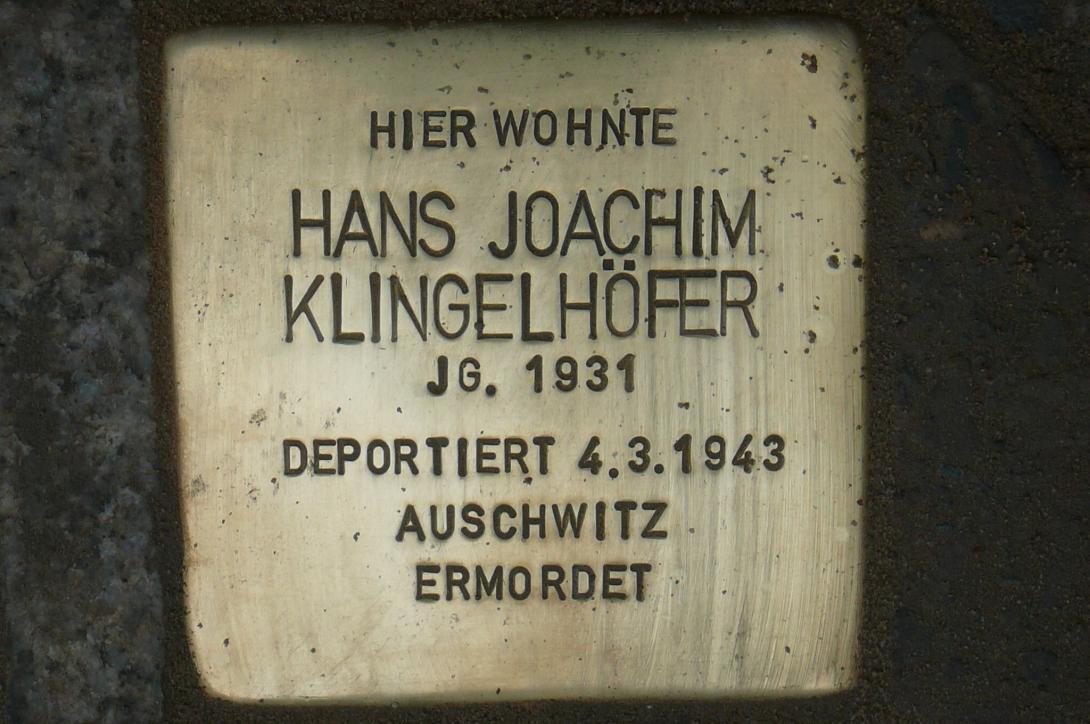 HIER WOHNTE
HANS JOACHIM
KLINGELHÖFER
JG. 1931
DEPORTIERT 4.3.1943
AUSCHWITZ
ERMORDET